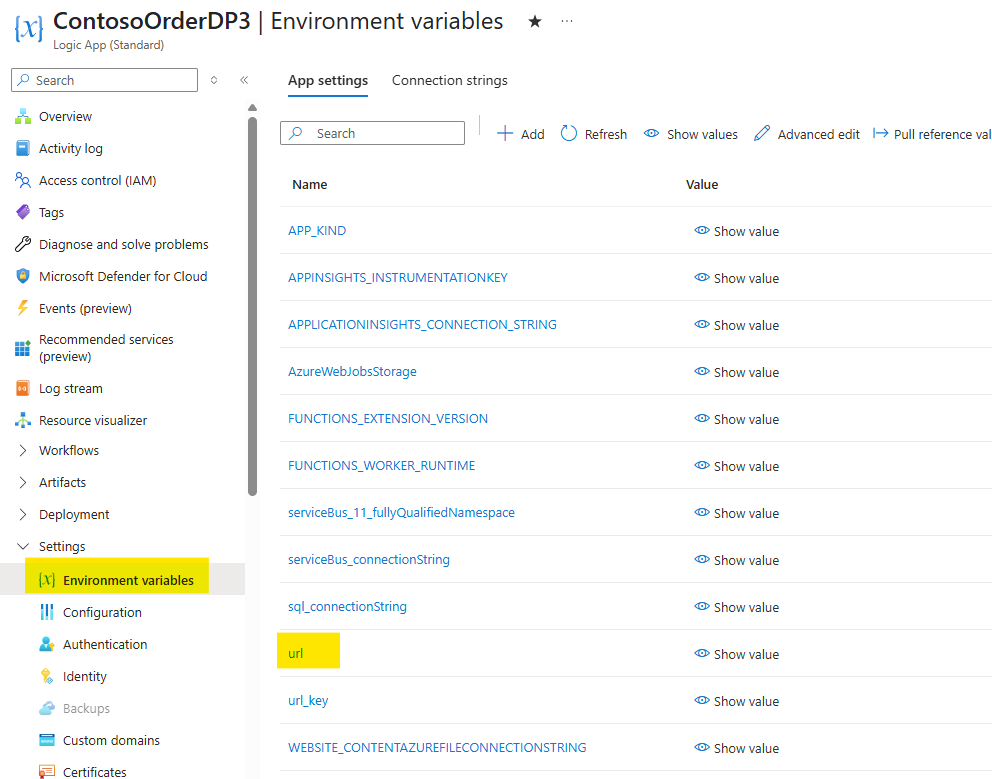 ContosoOrderDP3 | Environment variables
Logic App (Standard)
Search
Overview
Activity log
Access control (IAM)
Tags
Diagnose and solve problems
Microsoft Defender for Cloud
Events (preview)
Recommended services
(preview)
Log stream
Resource visualizer
Workflows
Artifacts
Deployment
Settings
Environment variables
Configuration
Authentication
Identity
Backups
Custom domains
Certificates
App settings Connection strings
Search Add Refresh Show values Advanced edit Pull reference val
Name Value
APP_KIND Show value
APPINSIGHTS_INSTRUMENTATIONKEY Show value
APPLICATIONINSIGHTS_CONNECTION_STRING Show value
AzureWebJobsStorage Show value
FUNCTIONS_EXTENSION_VERSION Show value
FUNCTIONS_WORKER_RUNTIME Show value
serviceBus_11_fullyQualifiedNamespace Show value
serviceBus_connectionString Show value
sql_connectionString Show value
url Show value
url_key Show value
WEBSITE_CONTENTAZUREFILECONNECTIONSTRING Show value